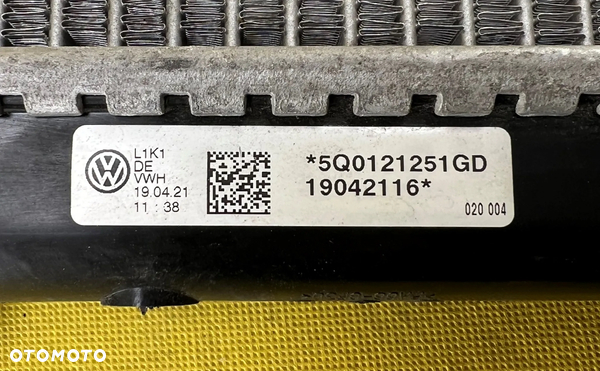 L1K1
DE
VWH
19.04.21
11 : 38
*5Q0121251GD
19042116*
020 004
OTOMOTO